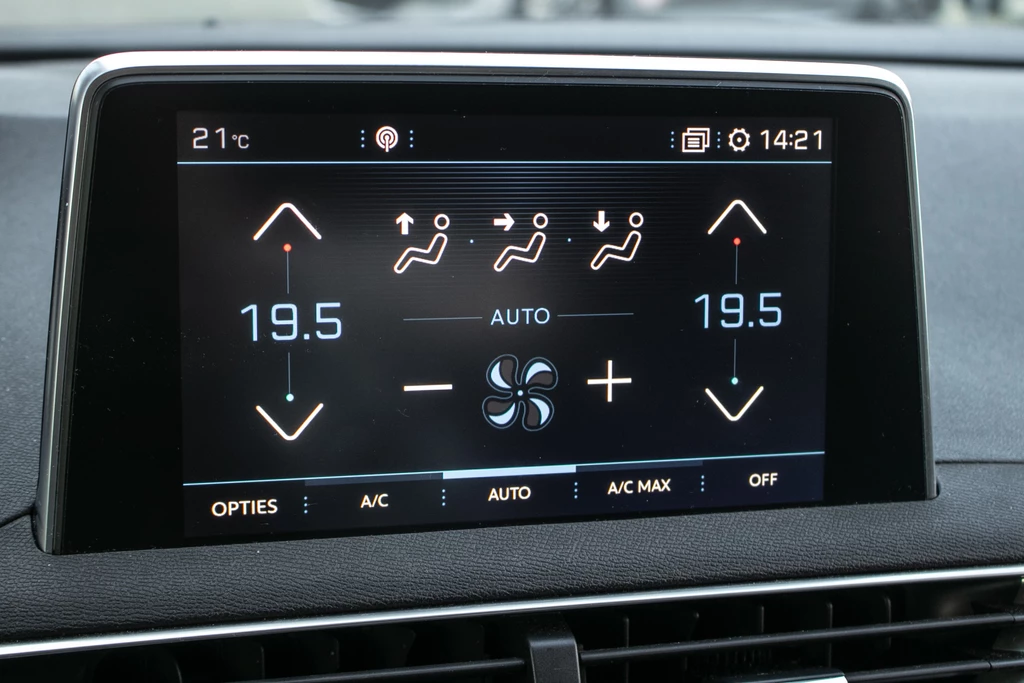 21°C 14:21
19.5 AUTO 19.5
OPTIES A/C AUTO A/C MAX OFF